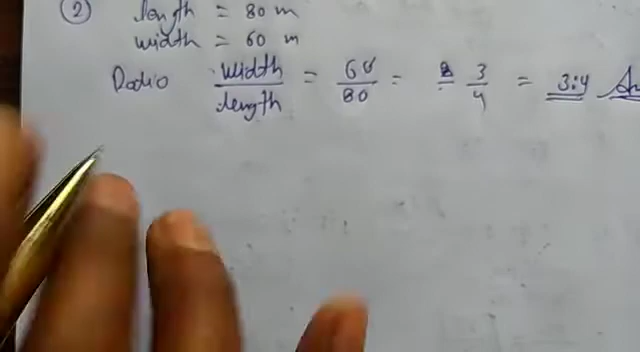 ② length = 80 m
width = 60 m
Ratio width/length = 60/80 = = 3/4 = 3:4